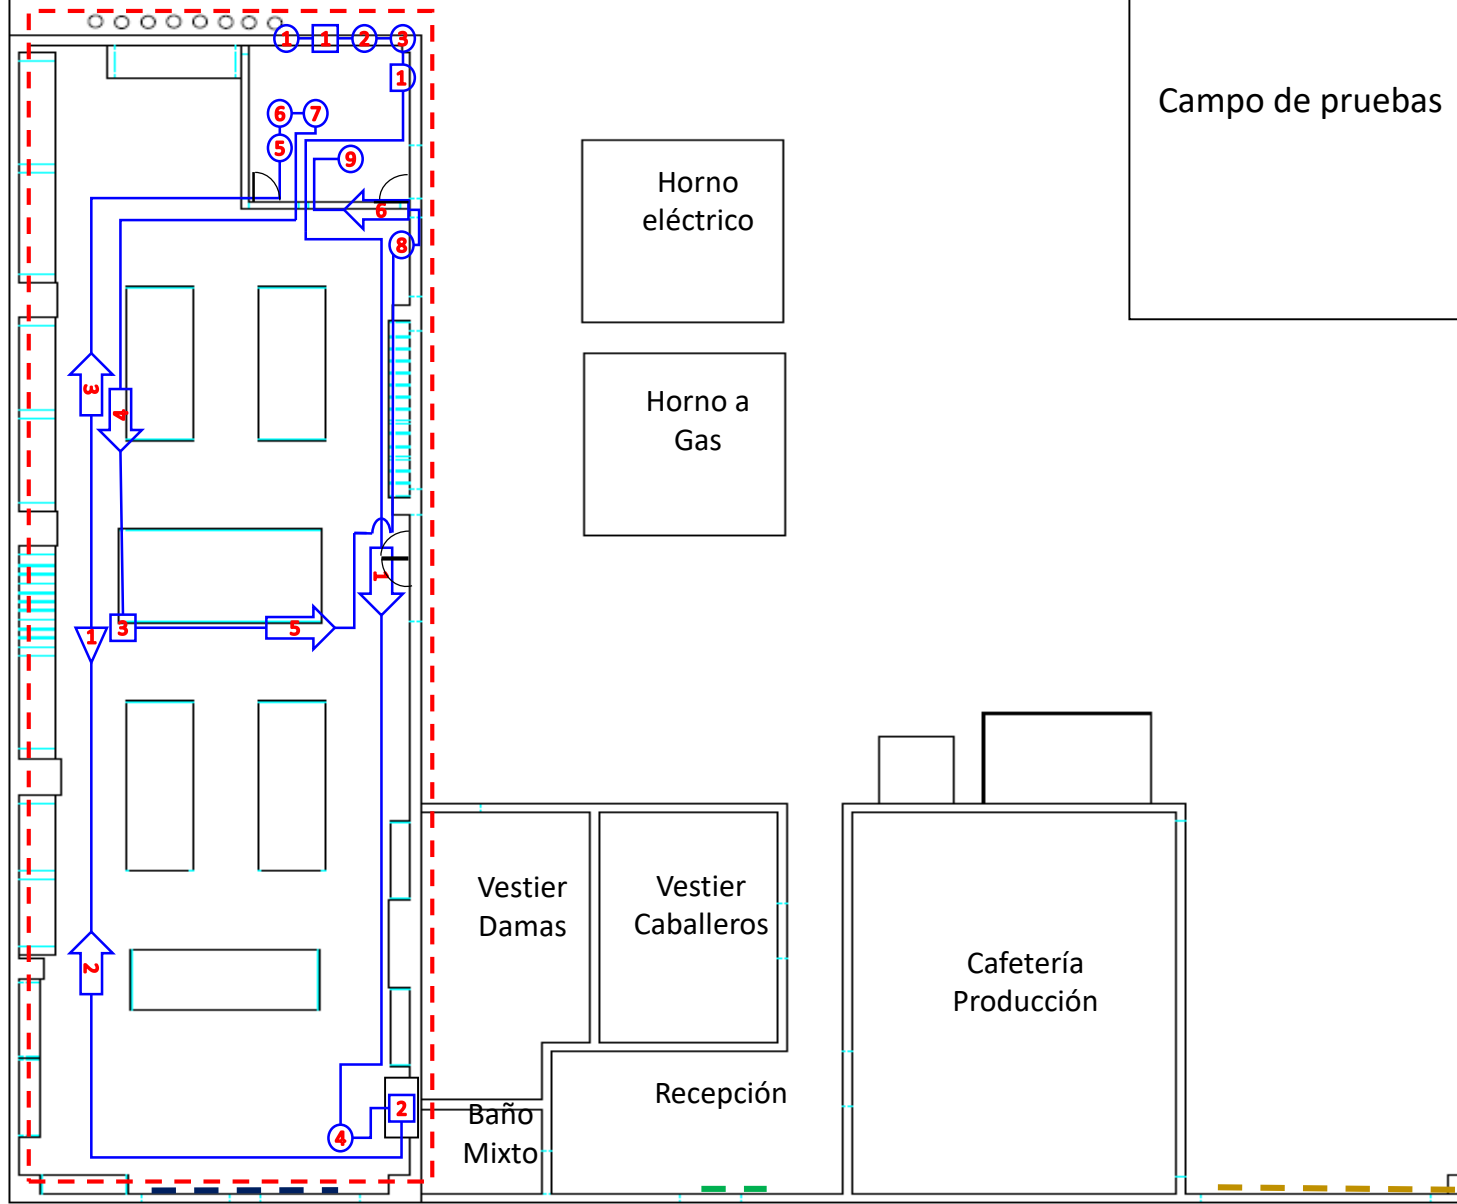 1 1 2 3
1
6 7
5
9
6
8
3
4
1
1
3
5
2
2
4
Campo de pruebas
Horno
eléctrico
Horno a
Gas
Vestier
Damas
Vestier
Caballeros
Cafetería
Producción
Recepción
Baño
Mixto